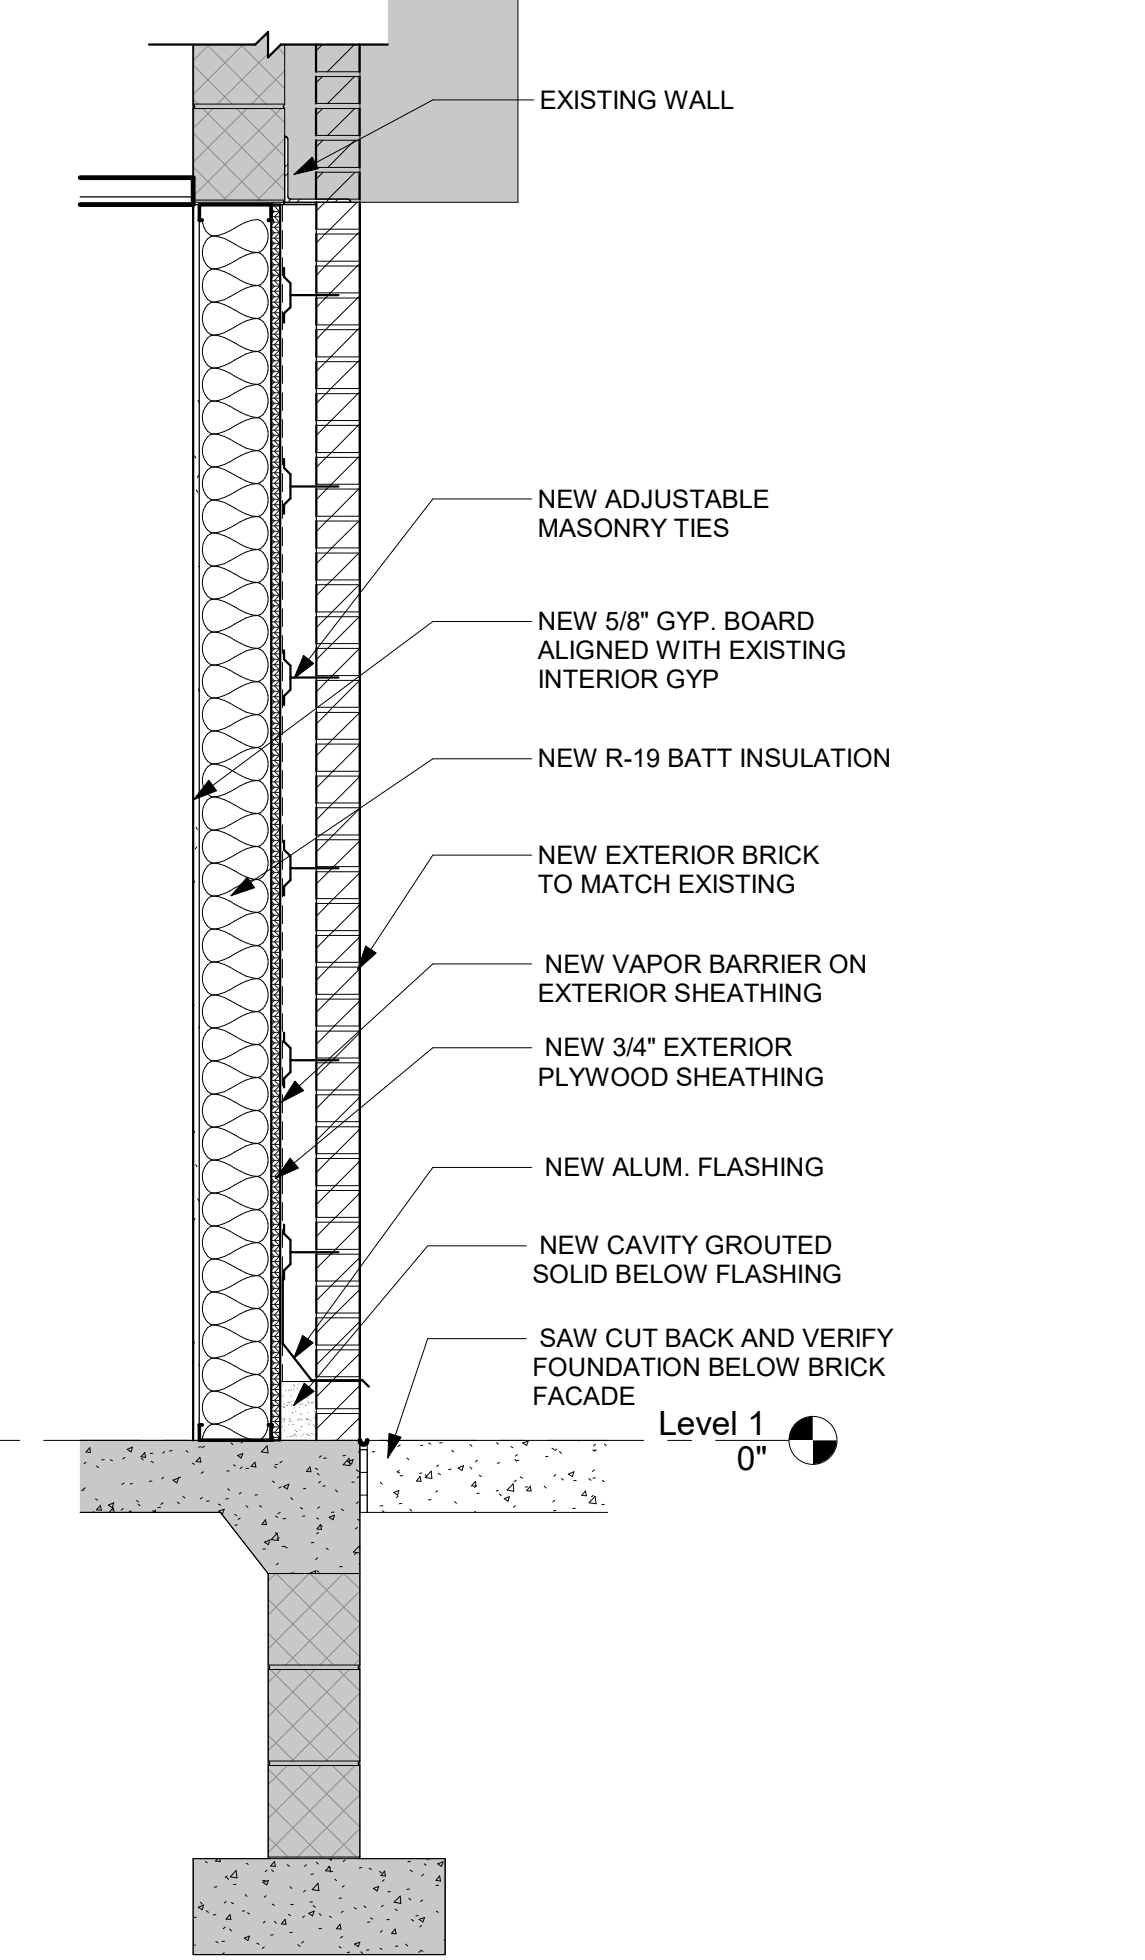 EXISTING WALL
NEW ADJUSTABLE
MASONRY TIES
NEW 5/8" GYP. BOARD
ALIGNED WITH EXISTING
INTERIOR GYP
NEW R-19 BATT INSULATION
NEW EXTERIOR BRICK
TO MATCH EXISTING
NEW VAPOR BARRIER ON
EXTERIOR SHEATHING
NEW 3/4" EXTERIOR
PLYWOOD SHEATHING
NEW ALUM. FLASHING
NEW CAVITY GROUTED
SOLID BELOW FLASHING
SAW CUT BACK AND VERIFY
FOUNDATION BELOW BRICK
FACADE
Level 1
0"